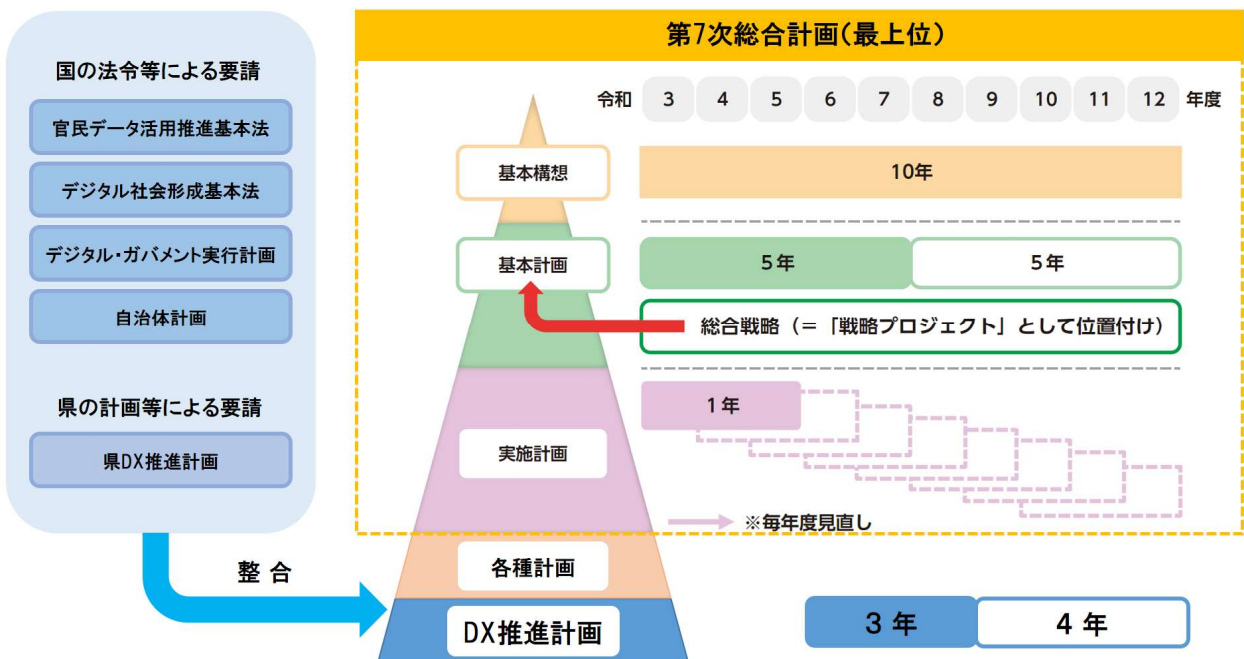 国の法令等による要請
官民データ活用推進基本法
デジタル社会形成基本法
デジタル・ガバメント実行計画
自治体計画
県の計画等による要請
県DX推進計画
整合
第7次総合計画(最上位)
令和 3 4 5 6 7 8 9 10 11 12 年度
基本構想
10年
基本計画
5年 5年
総合戦略(=「戦略プロジェクト」として位置付け)
実施計画
1年
※毎年度見直し
各種計画
DX推進計画
3年 4年